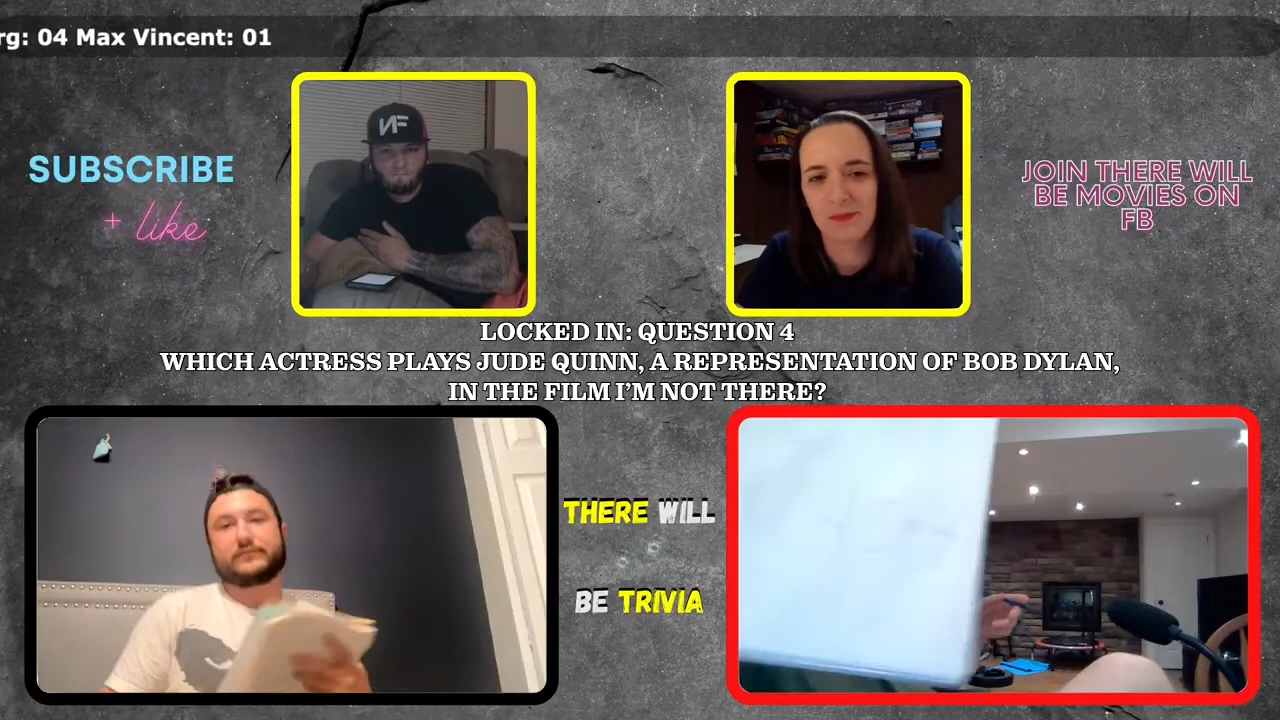 rg: 04 Max Vincent: 01
SUBSCRIBE
+ like
JOIN THERE WILL
BE MOVIES ON
FB
NF
LOCKED IN: QUESTION 4
WHICH ACTRESS PLAYS JUDE QUINN, A REPRESENTATION OF BOB DYLAN,
IN THE FILM I'M NOT THERE?
THERE WILL
BE TRIVIA